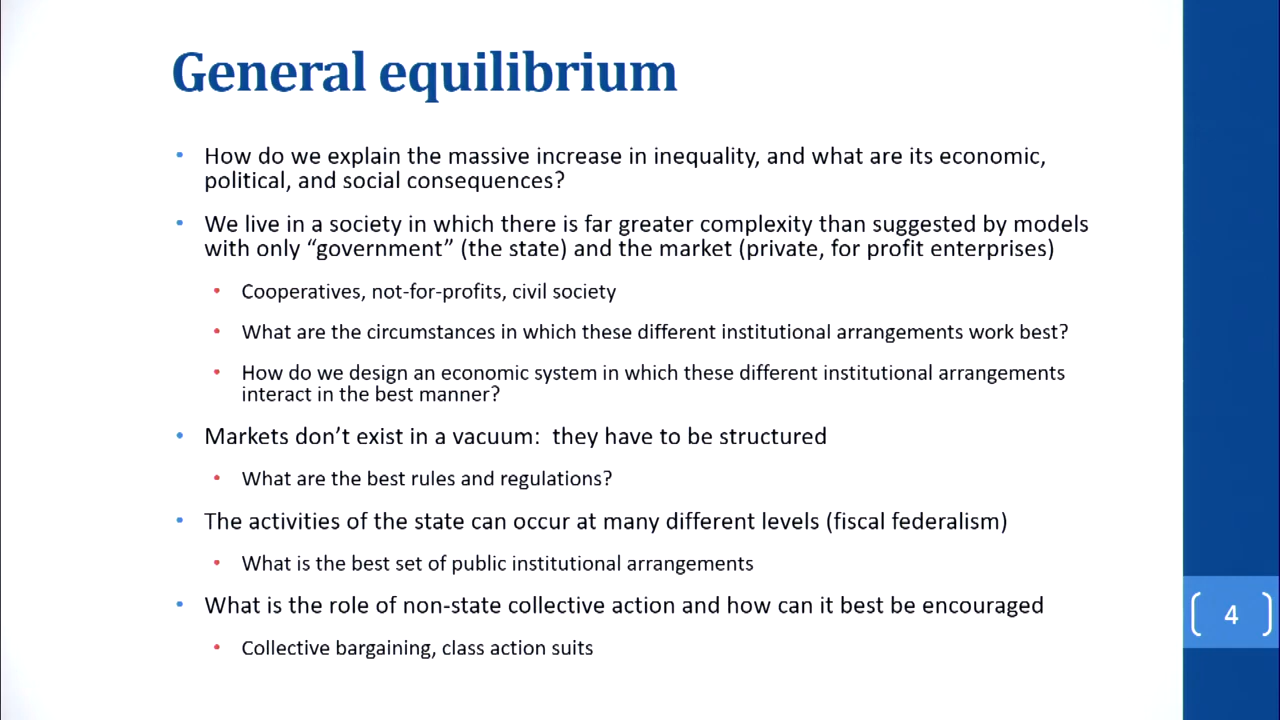 General equilibrium
• How do we explain the massive increase in inequality, and what are its economic,
political, and social consequences?
• We live in a society in which there is far greater complexity than suggested by models
with only “government” (the state) and the market (private, for profit enterprises)
• Cooperatives, not-for-profits, civil society
• What are the circumstances in which these different institutional arrangements work best?
• How do we design an economic system in which these different institutional arrangements
interact in the best manner?
• Markets don’t exist in a vacuum:  they have to be structured
• What are the best rules and regulations?
• The activities of the state can occur at many different levels (fiscal federalism)
• What is the best set of public institutional arrangements
• What is the role of non-state collective action and how can it best be encouraged
• Collective bargaining, class action suits
[ 4 ]